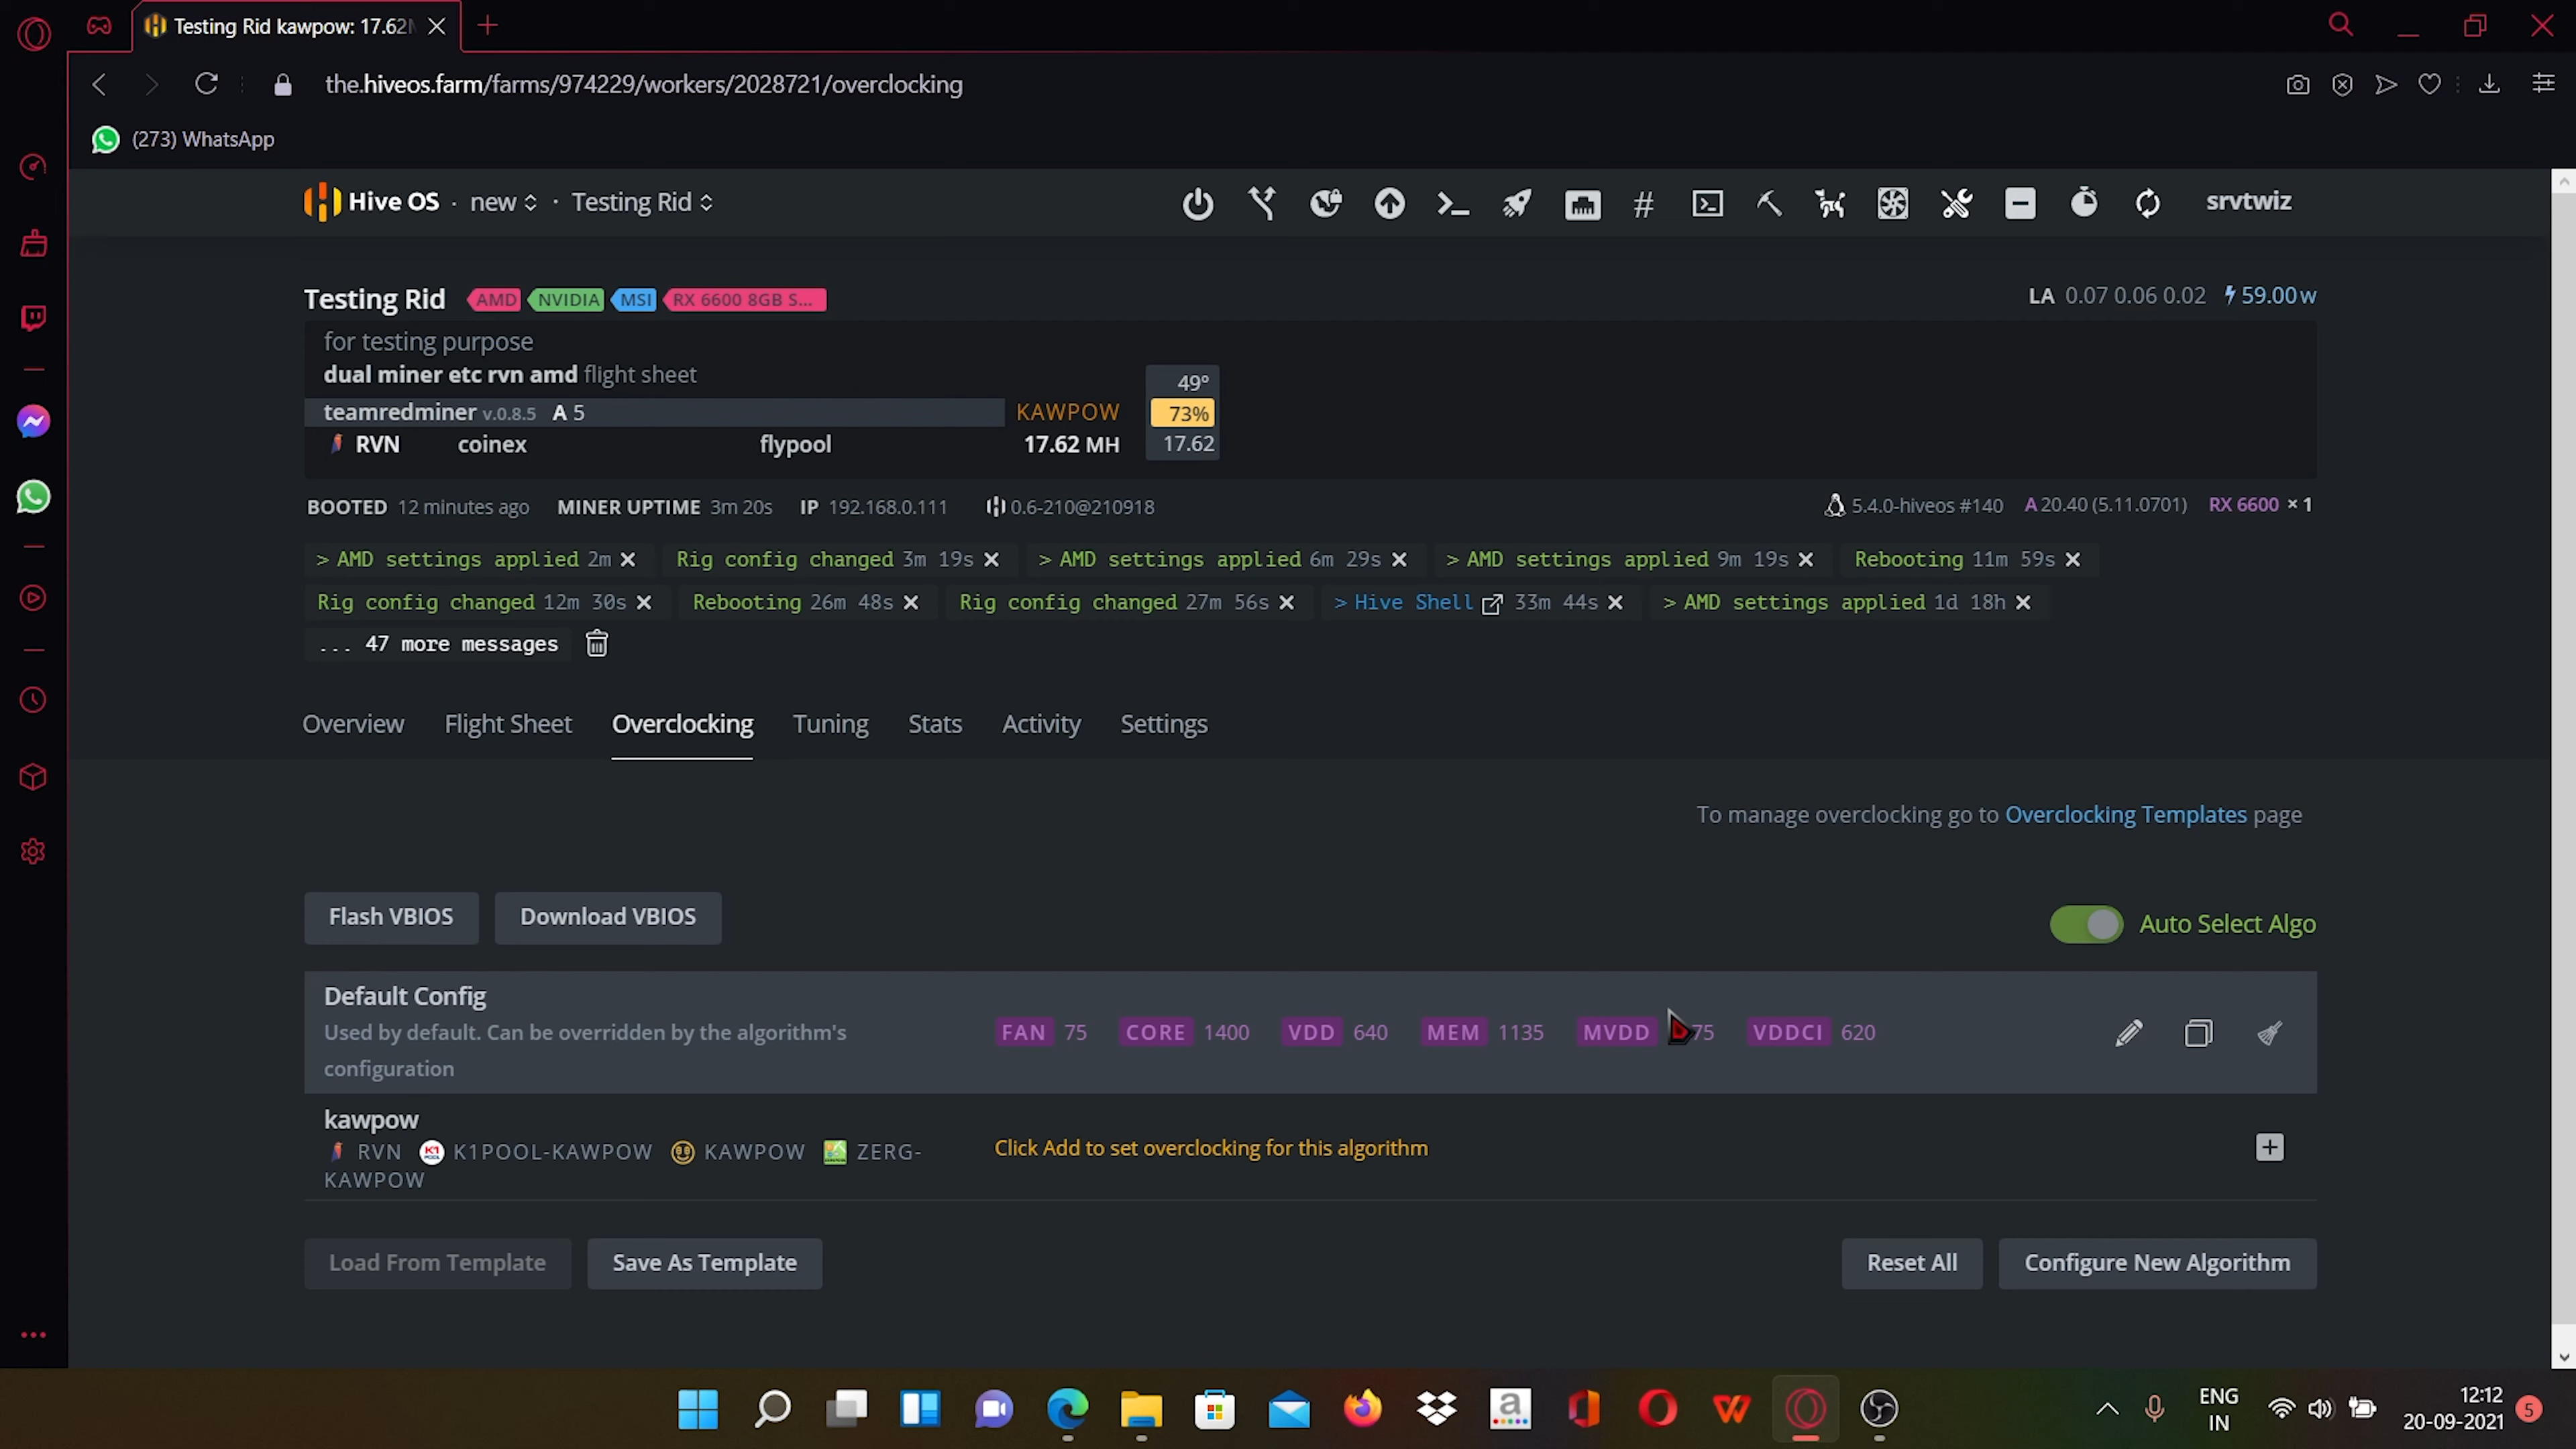 Testing Rid kawpow: 17.62M
the.hiveos.farm/farms/974229/workers/2028721/overclocking
(273) WhatsApp
Hive OS · new · Testing Rid
srvtwiz
Testing Rid AMD NVIDIA MSI RX 6600 8GB S...
LA 0.07 0.06 0.02 59.00 w
for testing purpose
dual miner etc rvn amd flight sheet
49°
teamredminer v.0.8.5 A 5 KAWPOW 73%
RVN coinex flypool 17.62 MH 17.62
BOOTED 12 minutes ago MINER UPTIME 3m 20s IP 192.168.0.111 0.6-210@210918
5.4.0-hiveos #140 A 20.40 (5.11.0701) RX 6600 × 1
> AMD settings applied 2m × Rig config changed 3m 19s × > AMD settings applied 6m 29s × > AMD settings applied 9m 19s × Rebooting 11m 59s ×
Rig config changed 12m 30s × Rebooting 26m 48s × Rig config changed 27m 56s × > Hive Shell 33m 44s × > AMD settings applied 1d 18h ×
... 47 more messages
Overview Flight Sheet Overclocking Tuning Stats Activity Settings
To manage overclocking go to Overclocking Templates page
Flash VBIOS Download VBIOS
Auto Select Algo
Default Config
Used by default. Can be overridden by the algorithm's
configuration
FAN 75 CORE 1400 VDD 640 MEM 1135 MVDD 75 VDDCI 620
kawpow
RVN K1 POOL K1POOL-KAWPOW KAWPOW ZERG-
KAWPOW
Click Add to set overclocking for this algorithm
Load From Template Save As Template
Reset All Configure New Algorithm
ENG
IN
12:12
20-09-2021
5